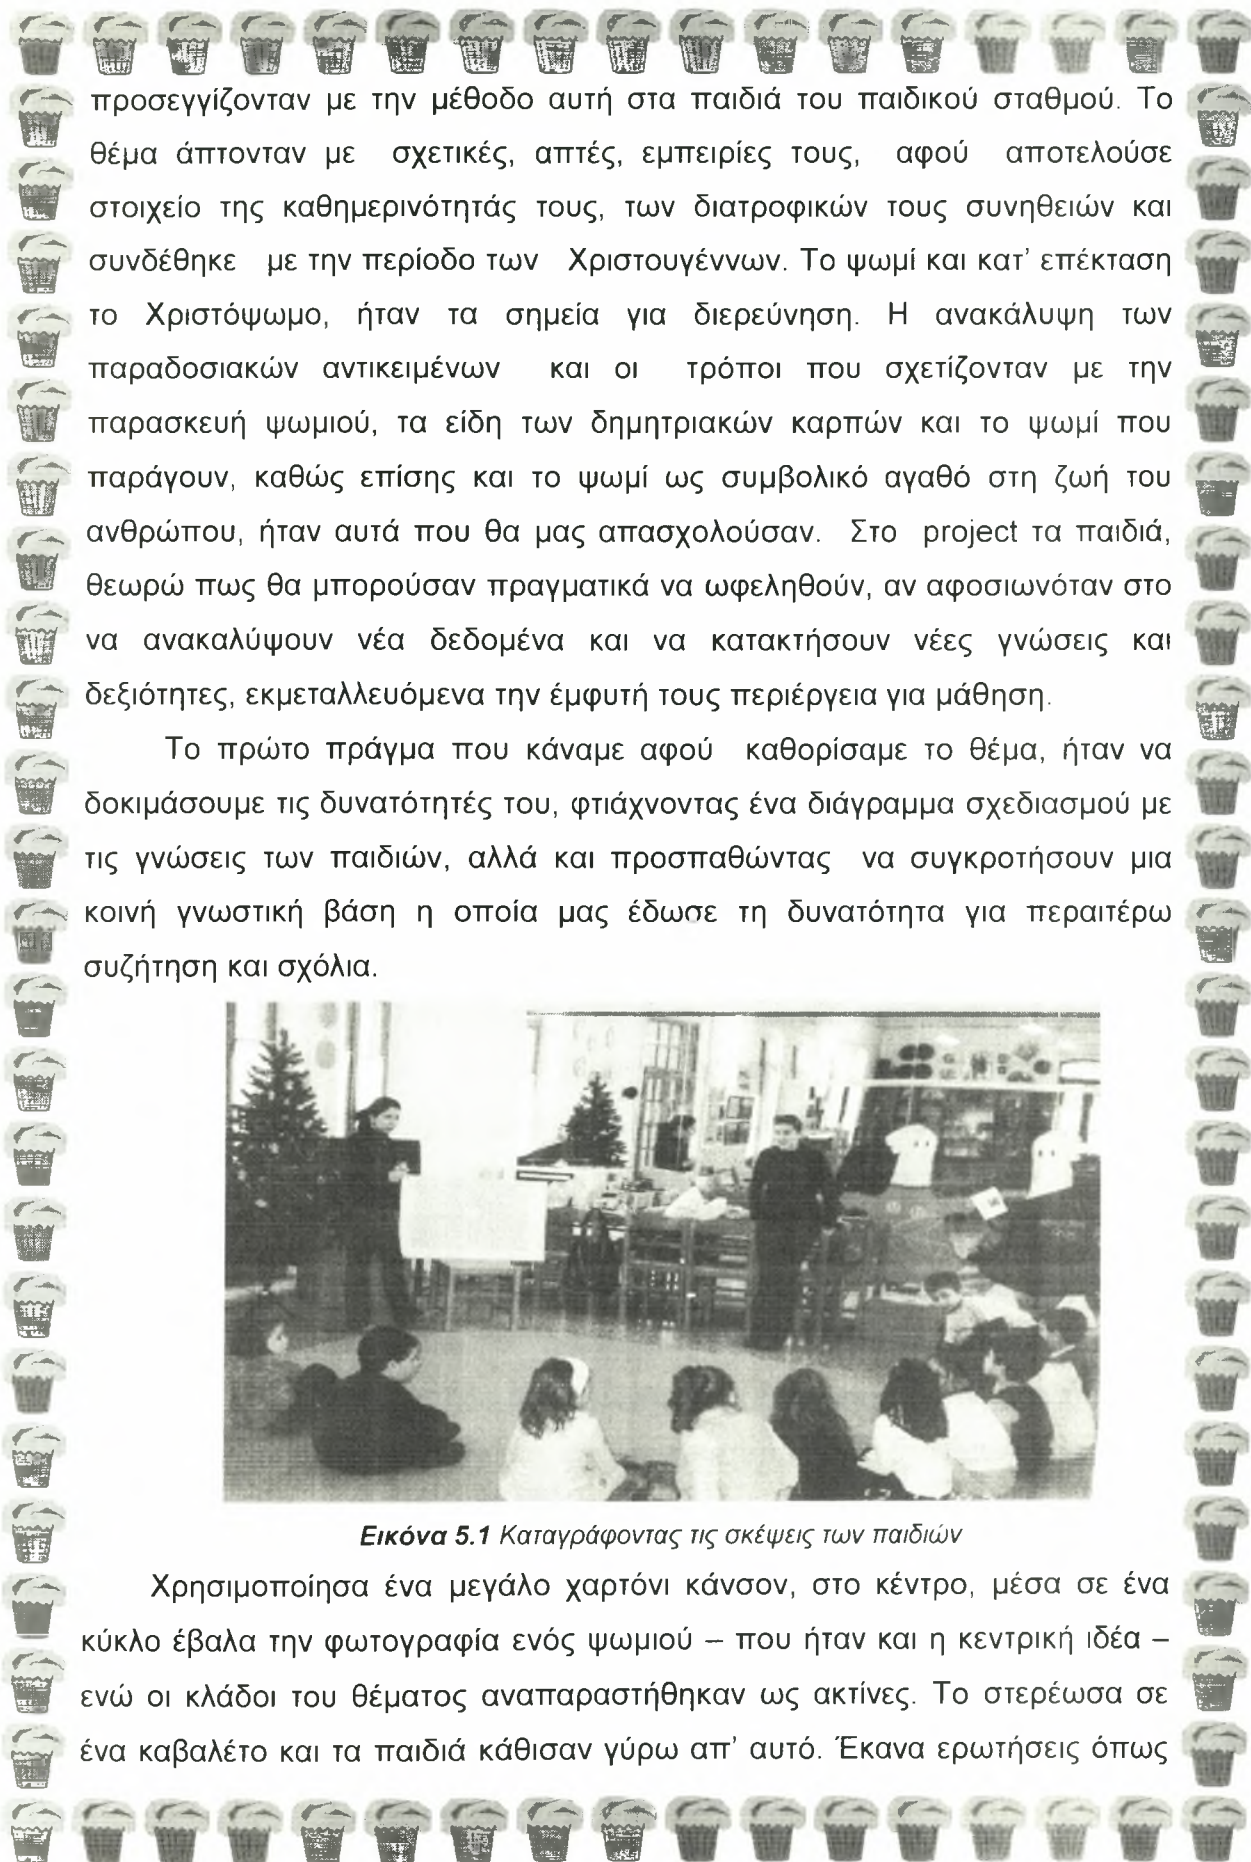 προσεγγίζονταν με την μέθοδο αυτή στα παιδιά του παιδικού σταθμού. Το
θέμα άπτονταν με σχετικές, απτές, εμπειρίες τους, αφού αποτελούσε
στοιχείο της καθημερινότητάς τους, των διατροφικών τους συνηθειών και
συνδέθηκε με την περίοδο των Χριστουγέννων. Το ψωμί και κατ' επέκταση
το Χριστόψωμο, ήταν τα σημεία για διερεύνηση. Η ανακάλυψη των
παραδοσιακών αντικειμένων και οι τρόποι που σχετίζονταν με την
παρασκευή ψωμιού, τα είδη των δημητριακών καρπών και το ψωμί που
παράγουν, καθώς επίσης και το ψωμί ως συμβολικό αγαθό στη ζωή του
ανθρώπου, ήταν αυτά που θα μας απασχολούσαν. Στο project τα παιδιά,
θεωρώ πως θα μπορούσαν πραγματικά να ωφεληθούν, αν αφοσιωνόταν στο
να ανακαλύψουν νέα δεδομένα και να κατακτήσουν νέες γνώσεις και
δεξιότητες, εκμεταλλευόμενα την έμφυτή τους περιέργεια για μάθηση.
Το πρώτο πράγμα που κάναμε αφού καθορίσαμε το θέμα, ήταν να
δοκιμάσουμε τις δυνατότητές του, φτιάχνοντας ένα διάγραμμα σχεδιασμού με
τις γνώσεις των παιδιών, αλλά και προσπαθώντας να συγκροτήσουν μια
κοινή γνωστική βάση η οποία μας έδωσε τη δυνατότητα για περαιτέρω
συζήτηση και σχόλια.
Εικόνα 5.1 Καταγράφοντας τις σκέψεις των παιδιών
Χρησιμοποίησα ένα μεγάλο χαρτόνι κάνσον, στο κέντρο, μέσα σε ένα
κύκλο έβαλα την φωτογραφία ενός ψωμιού – που ήταν και η κεντρική ιδέα –
ενώ οι κλάδοι του θέματος αναπαραστήθηκαν ως ακτίνες. Το στερέωσα σε
ένα καβαλέτο και τα παιδιά κάθισαν γύρω απ' αυτό. Έκανα ερωτήσεις όπως